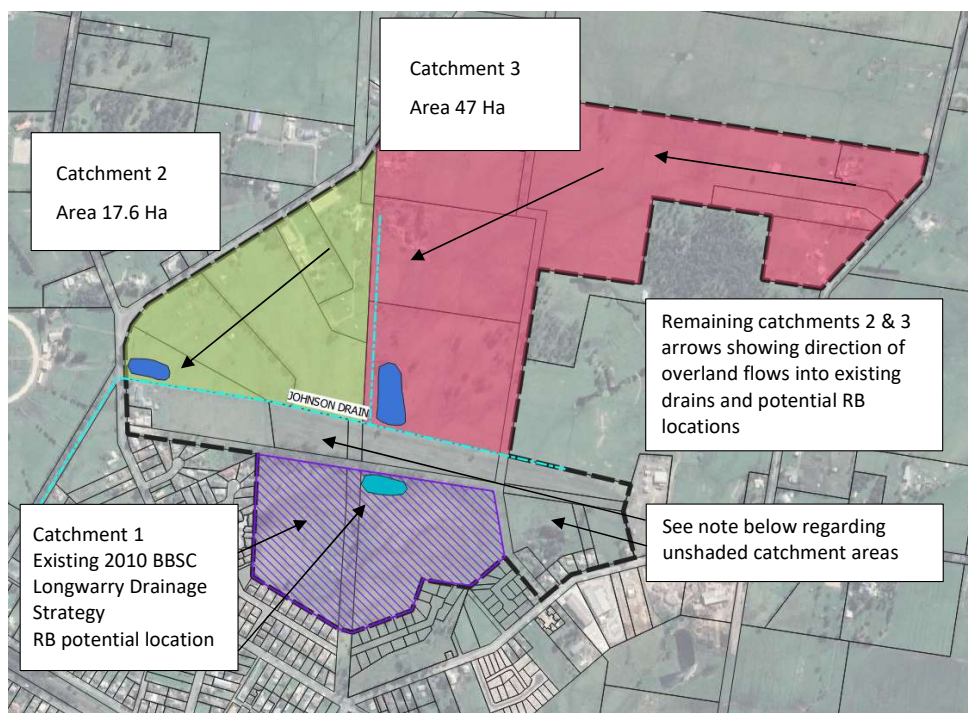 Catchment 3
Area 47 Ha
Catchment 2
Area 17.6 Ha
Remaining catchments 2 & 3
arrows showing direction of
overland flows into existing
drains and potential RB
locations
JOHNSON DRAIN
Catchment 1
Existing 2010 BBSC
Longwarry Drainage
Strategy
RB potential location
See note below regarding
unshaded catchment areas